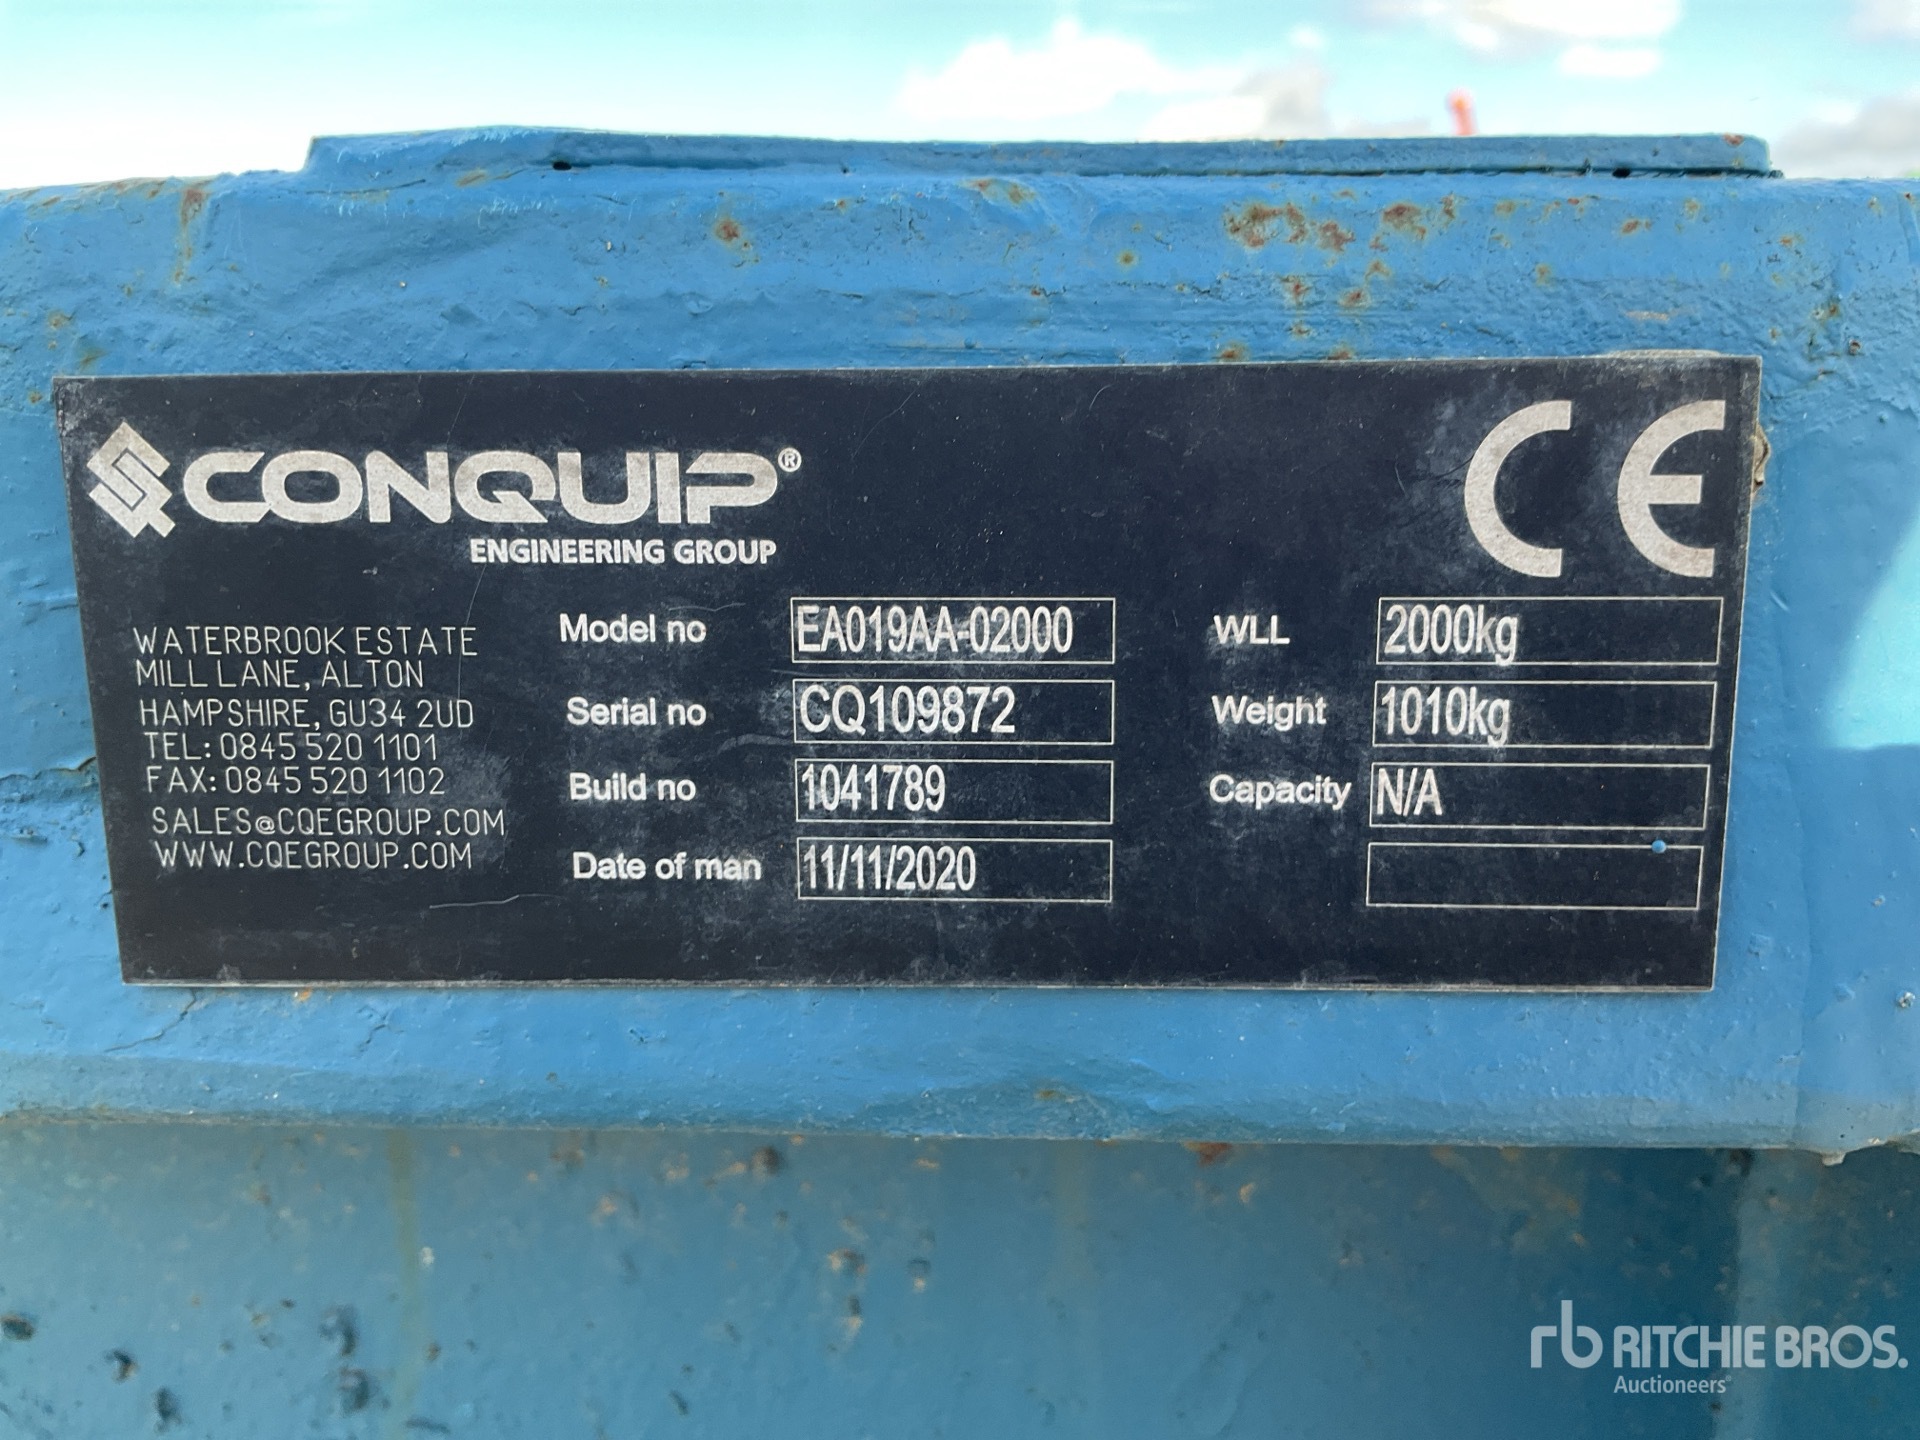 CONQUIP®
ENGINEERING GROUP
CE
WATERBROOK ESTATE
MILL LANE, ALTON
HAMPSHIRE, GU34 2UD
TEL: 0845 520 1101
FAX: 0845 520 1102
SALES@CQEGROUP.COM
WWW.CQEGROUP.COM
Model no EA019AA-02000
Serial no CQ109872
Build no 1041789
Date of man 11/11/2020
WLL 2000kg
Weight 1010kg
Capacity N/A
rb RITCHIE BROS.
Auctioneers